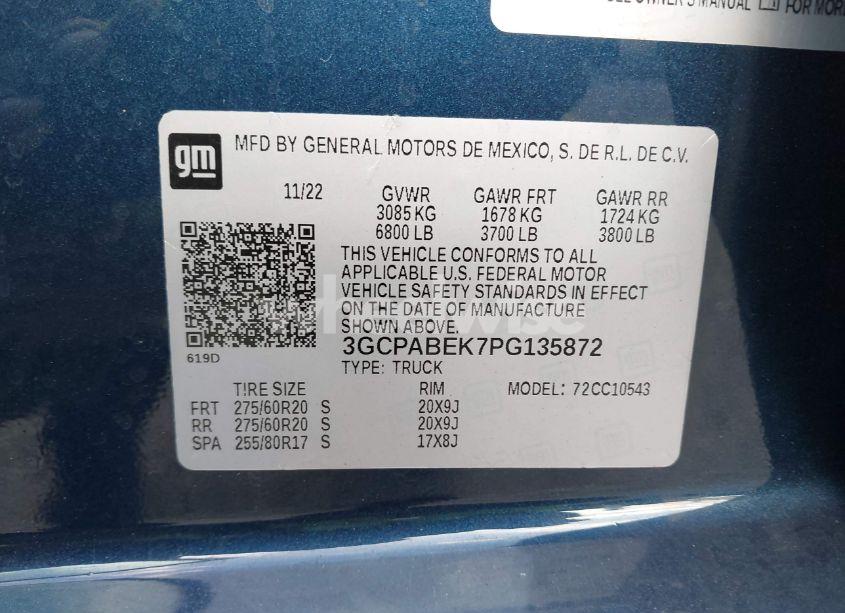 OWNER'S MANUAL FOR MORE
gm
MFD BY GENERAL MOTORS DE MEXICO, S. DE R.L. DE C.V.
11/22 GVWR GAWR FRT GAWR RR
3085 KG 1678 KG 1724 KG
6800 LB 3700 LB 3800 LB
THIS VEHICLE CONFORMS TO ALL
APPLICABLE U.S. FEDERAL MOTOR
VEHICLE SAFETY STANDARDS IN EFFECT
ON THE DATE OF MANUFACTURE
SHOWN ABOVE.
619D
3GCPABEK7PG135872
TYPE: TRUCK
TIRE SIZE RIM MODEL: 72CC10543
FRT 275/60R20 S 20X9J
RR 275/60R20 S 20X9J
SPA 255/80R17 S 17X8J